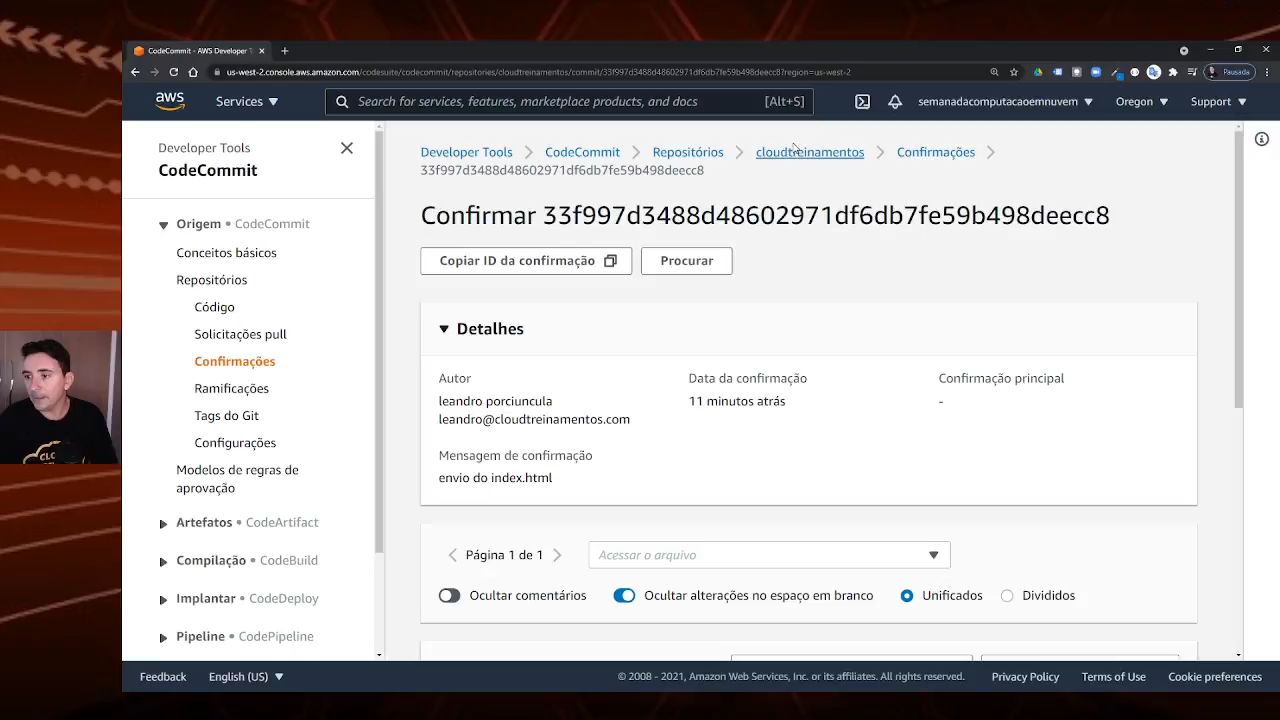 CodeCommit - AWS Developer T
us-west-2.console.aws.amazon.com/codesuite/codecommit/repositories/cloudtreinamentos/commit/33f997d3488d48602971df6db7fe59b498deecc8?region=us-west-2
Pausada
aws
Services
Search for services, features, marketplace products, and docs
[Alt+S]
semanadacomputacaoemnuvem
Oregon
Support
Developer Tools
CodeCommit
Origem • CodeCommit
Conceitos básicos
Repositórios
Código
Solicitações pull
Confirmações
Ramificações
Tags do Git
Configurações
Modelos de regras de
aprovação
Artefatos • CodeArtifact
Compilação • CodeBuild
Implantar • CodeDeploy
Pipeline • CodePipeline
Developer Tools > CodeCommit > Repositórios > cloudtreinamentos > Confirmações >
33f997d3488d48602971df6db7fe59b498deecc8
Confirmar 33f997d3488d48602971df6db7fe59b498deecc8
Copiar ID da confirmação
Procurar
Detalhes
Autor
leandro porciuncula
leandro@cloudtreinamentos.com
Data da confirmação
11 minutos atrás
Confirmação principal
-
Mensagem de confirmação
envio do index.html
Página 1 de 1
Acessar o arquivo
Ocultar comentários
Ocultar alterações no espaço em branco
Unificados
Divididos
Feedback
English (US)
© 2008 - 2021, Amazon Web Services, Inc. or its affiliates. All rights reserved.
Privacy Policy
Terms of Use
Cookie preferences